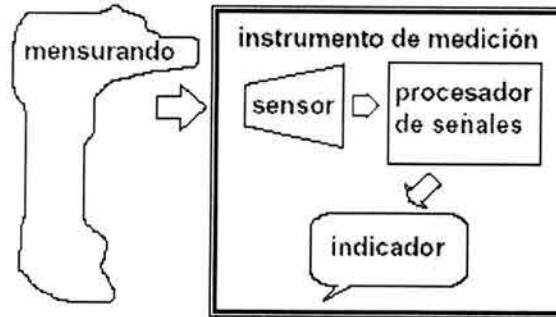 mensurando
instrumento de medición
sensor
procesador
de señales
indicador